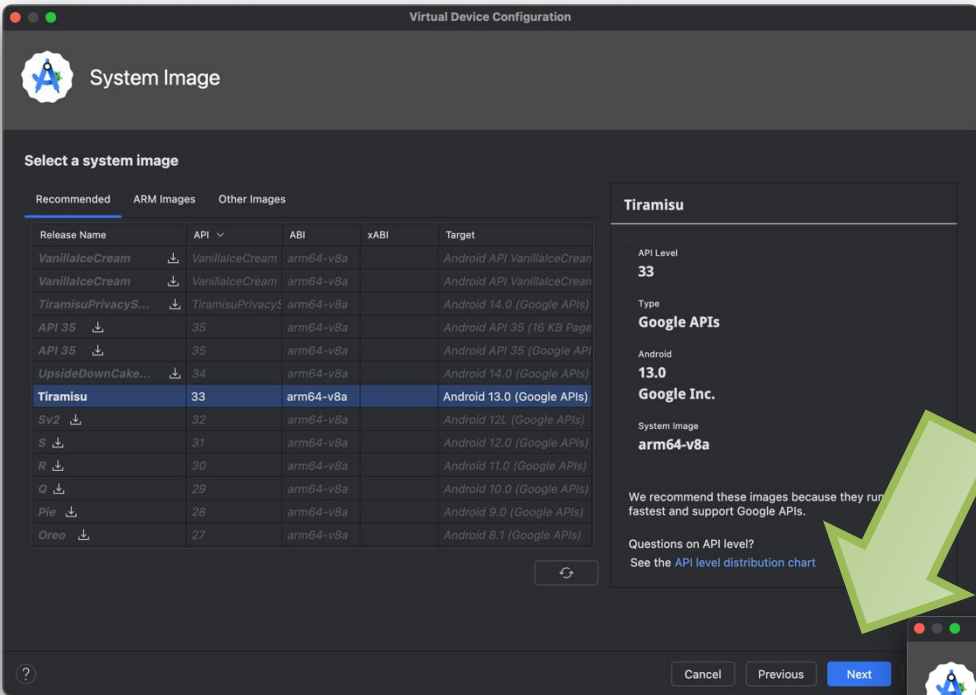 Virtual Device Configuration
System Image
Select a system image
Recommended ARM Images Other Images
Release Name API ABI xABI Target
VanillaIceCream VanillaIceCream arm64-v8a Android API VanillaIceCrean
VanillaIceCream VanillaIceCream arm64-v8a Android API VanillaIceCrean
TiramisuPrivacyS... TiramisuPrivacyS arm64-v8a Android 14.0 (Google APIs)
API 35 35 arm64-v8a Android API 35 (16 KB Page
API 35 35 arm64-v8a Android API 35 (Google API
UpsideDownCake... 34 arm64-v8a Android 14.0 (Google APIs)
Tiramisu 33 arm64-v8a Android 13.0 (Google APIs)
Sv2 32 arm64-v8a Android 12L (Google APIs)
S 31 arm64-v8a Android 12.0 (Google APIs)
R 30 arm64-v8a Android 11.0 (Google APIs)
Q 29 arm64-v8a Android 10.0 (Google APIs)
Pie 28 arm64-v8a Android 9.0 (Google APIs)
Oreo 27 arm64-v8a Android 8.1 (Google APIs)
Tiramisu
API Level
33
Type
Google APIs
Android
13.0
Google Inc.
System Image
arm64-v8a
We recommend these images because they run
fastest and support Google APIs.
Questions on API level?
See the API level distribution chart
? Cancel Previous Next